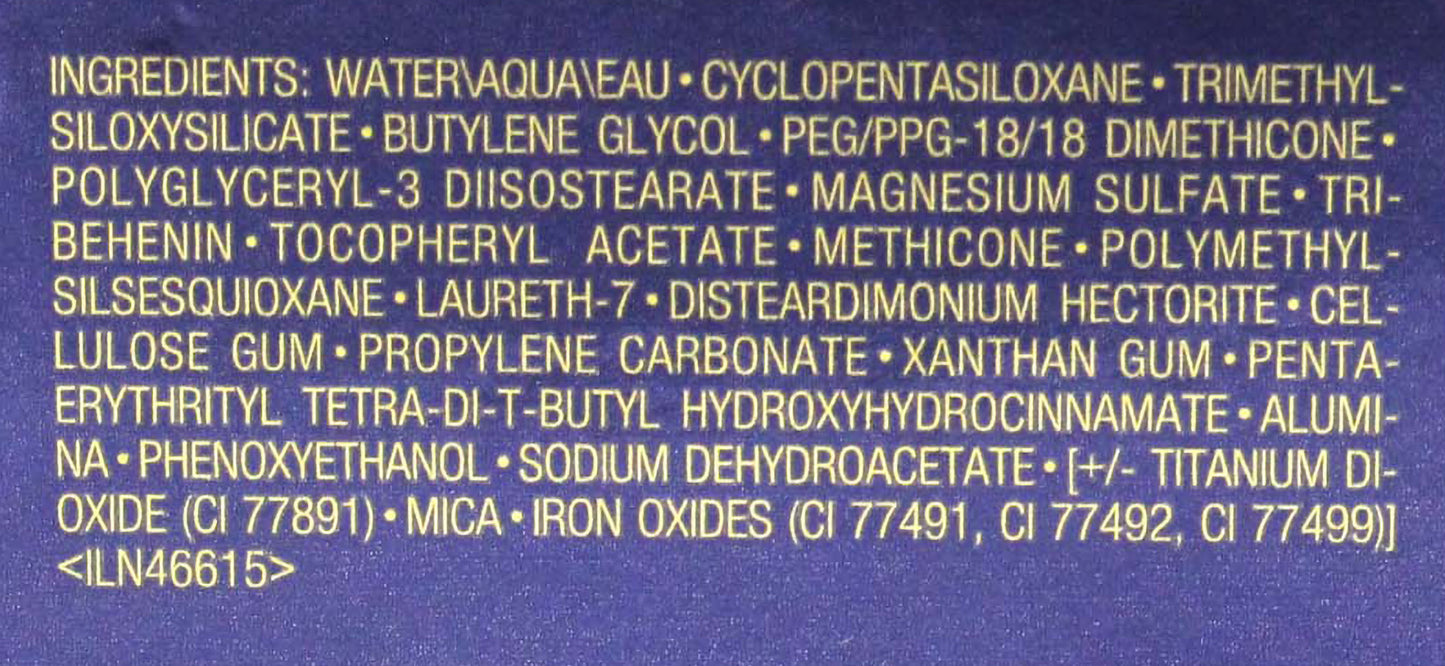 INGREDIENTS: WATER\AQUA\EAU • CYCLOPENTASILOXANE • TRIMETHYL-
SILOXYSILICATE • BUTYLENE GLYCOL • PEG/PPG-18/18 DIMETHICONE •
POLYGLYCERYL-3 DIISOSTEARATE • MAGNESIUM SULFATE • TRI-
BEHENIN • TOCOPHERYL ACETATE • METHICONE • POLYMETHYL-
SILSESQUIOXANE • LAURETH-7 • DISTEARDIMONIUM HECTORITE • CEL-
LULOSE GUM • PROPYLENE CARBONATE • XANTHAN GUM • PENTA-
ERYTHRITYL TETRA-DI-T-BUTYL HYDROXYHYDROCINNAMATE • ALUMI-
NA • PHENOXYETHANOL • SODIUM DEHYDROACETATE • [+/- TITANIUM DI-
OXIDE (CI 77891) • MICA • IRON OXIDES (CI 77491, CI 77492, CI 77499)]
<ILN46615>